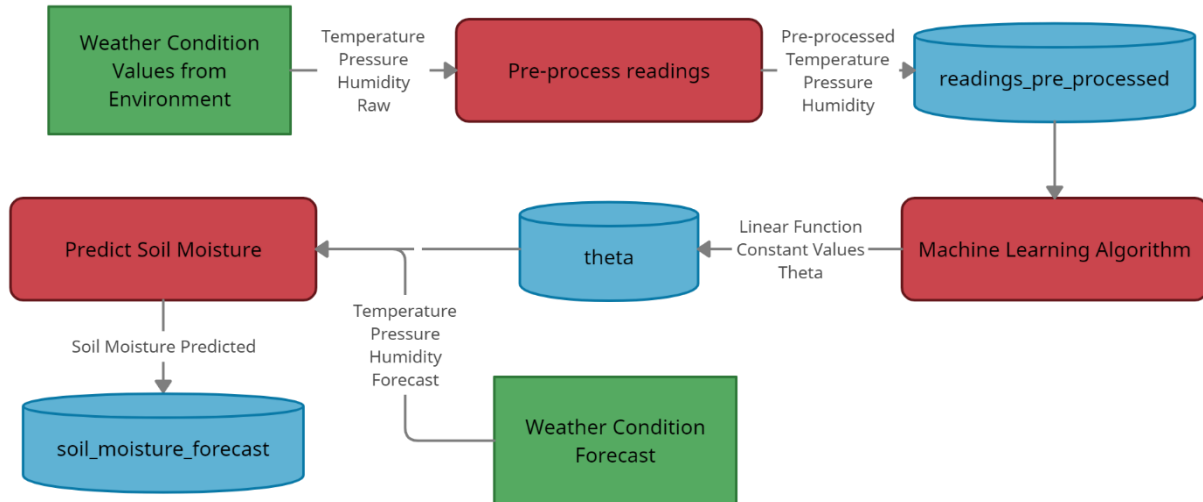 Weather Condition
Values from
Environment
Temperature
Pressure
Humidity
Raw
Pre-process readings
Pre-processed
Temperature
Pressure
Humidity
readings_pre_processed
Predict Soil Moisture
theta
Linear Function
Constant Values
Theta
Machine Learning Algorithm
Temperature
Pressure
Humidity
Forecast
Soil Moisture Predicted
soil_moisture_forecast
Weather Condition
Forecast